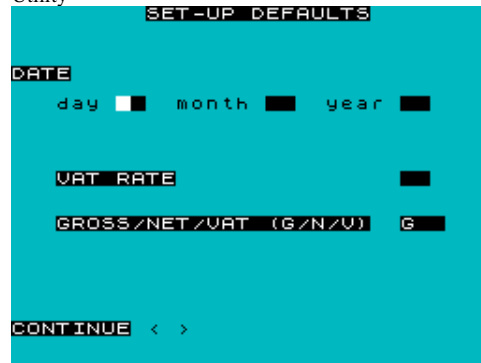 Utility
SET-UP DEFAULTS
DATE
day month year
VAT RATE
GROSS/NET/VAT (G/N/V) G
CONTINUE < >